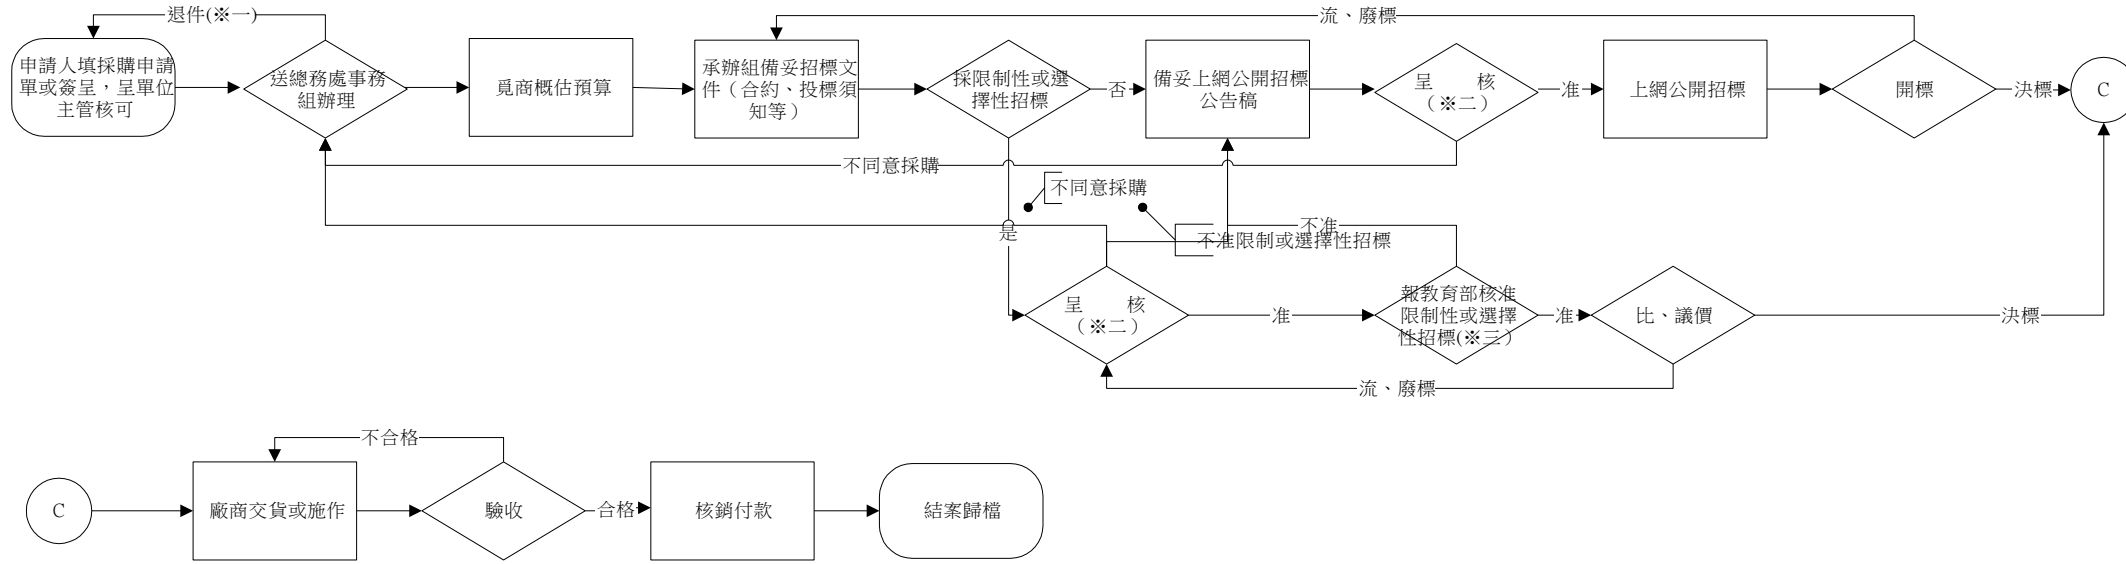 退件(※一)
流、廢標
申請人填採購申請
單或簽呈，呈單位
主管核可
送總務處事務
組辦理
覓商概估預算
承辦組備妥招標文
件（合約、投標須
知等）
採限制性或選
擇性招標
否
備妥上網公開招標
公告稿
呈　　核
（※二）
准
上網公開招標
開標
決標
C
不同意採購
不同意採購
是
不准
不准限制或選擇性招標
呈　　核
（※二）
准
報教育部核准
限制性或選擇
性招標(※三）
准
比、議價
決標
流、廢標
不合格
C
廠商交貨或施作
驗收
合格
核銷付款
結案歸檔